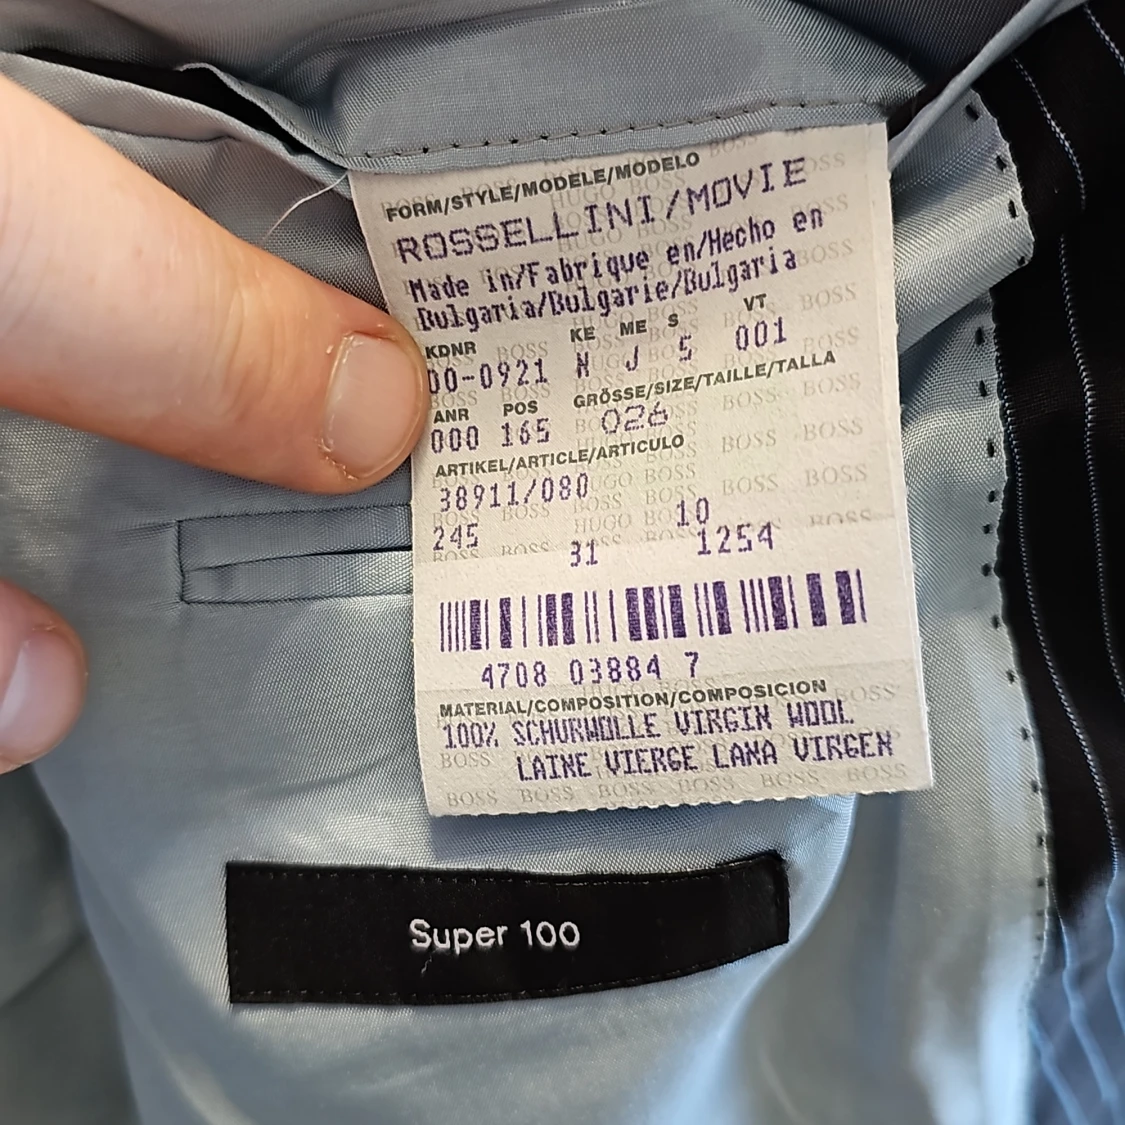 FORM/STYLE/MODELE/MODELO
ROSSELLINI/MOVIE
Made in/Fabrique en/Hecho en
Bulgaria/Bulgarie/Bulgaria
KDNR KE ME S VT
00-0921 N J 5 001
ANR POS GRÖSSE/SIZE/TAILLE/TALLA
000 165 026
ARTIKEL/ARTICLE/ARTICULO
38911/080
245 31 10 1254
4708 03884 7
MATERIAL/COMPOSITION/COMPOSICION
100% SCHURWOLLE VIRGIN WOOL
LAINE VIERGE LANA VIRGEN
Super 100